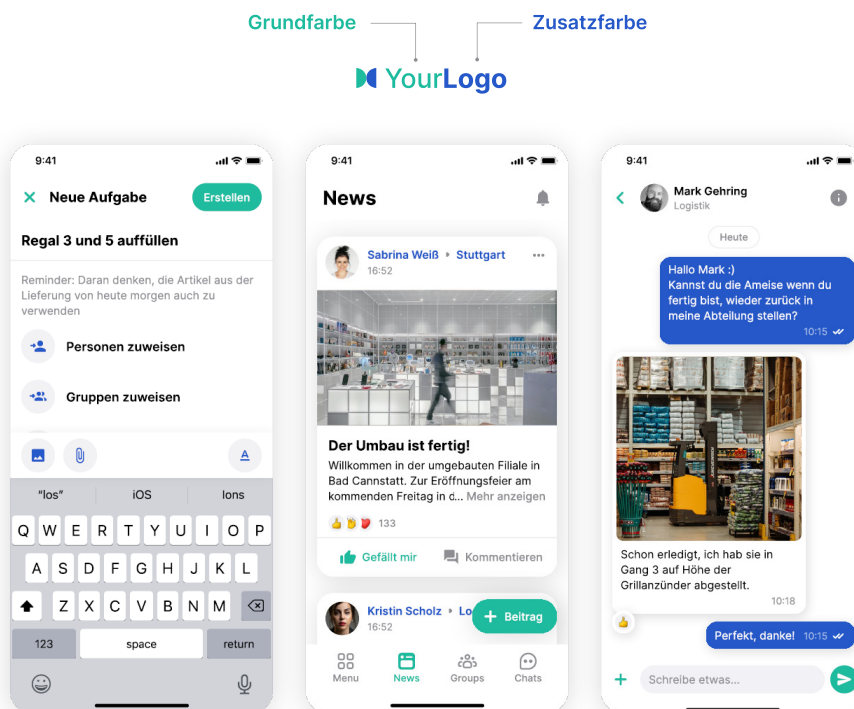 Grundfarbe
Zusatzfarbe
YourLogo
9:41
Neue Aufgabe
Erstellen
Regal 3 und 5 auffüllen
Reminder: Daran denken, die Artikel aus der
Lieferung von heute morgen auch zu
verwenden
Personen zuweisen
Gruppen zuweisen
A
"los"
iOS
lons
Q W E R T Y U I O P
A S D F G H J K L
Z X C V B N M
123
space
return
9:41
News
Sabrina Weiß
Stuttgart
16:52
Der Umbau ist fertig!
Willkommen in der umgebauten Filiale in
Bad Cannstatt. Zur Eröffnungsfeier am
kommenden Freitag in d... Mehr anzeigen
133
Gefällt mir
Kommentieren
Kristin Scholz
Lo
16:52
+ Beitrag
Menu
News
Groups
Chats
9:41
Mark Gehring
Logistik
Heute
Hallo Mark :)
Kannst du die Ameise wenn du
fertig bist, wieder zurück in
meine Abteilung stellen?
10:15
Schon erledigt, ich hab sie in
Gang 3 auf Höhe der
Grillanzünder abgestellt.
10:18
Perfekt, danke! 10:15
Schreibe etwas...